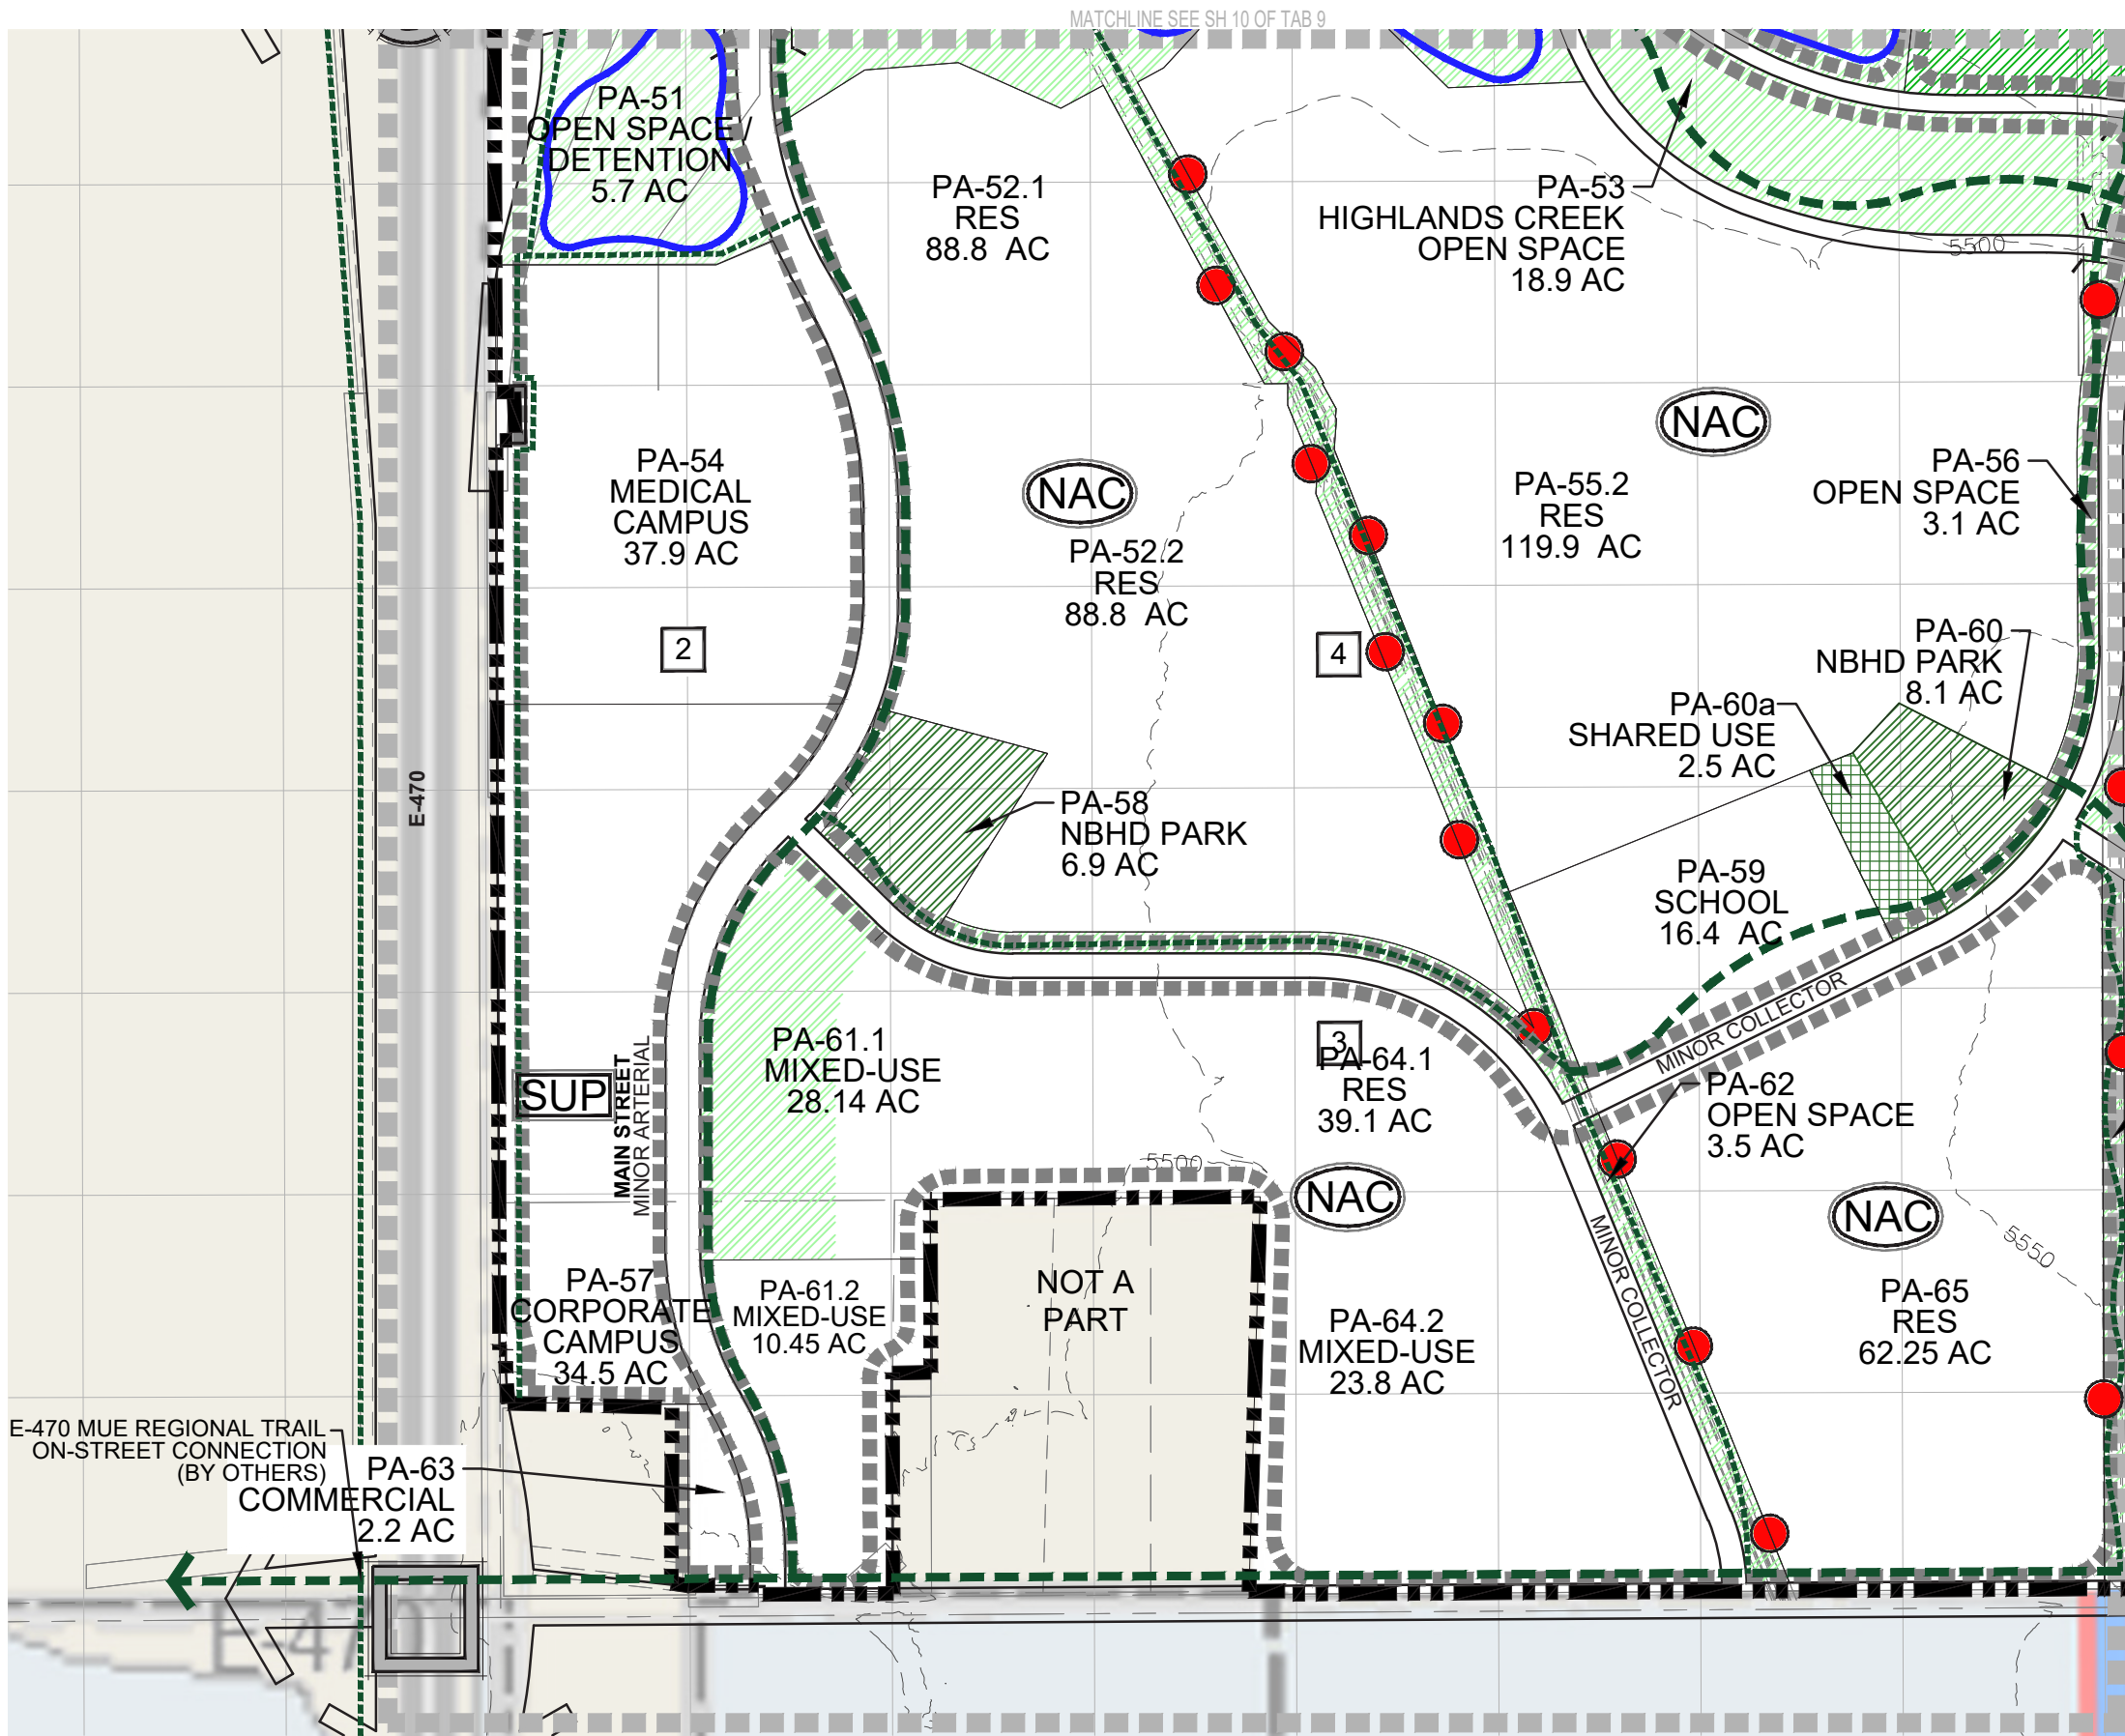 MATCHLINE SEE SH 10 OF TAB 9
PA-51
OPEN SPACE /
DETENTION
5.7 AC
PA-52.1
RES
88.8 AC
PA-53
HIGHLANDS CREEK
OPEN SPACE
18.9 AC
5500
NAC
NAC
PA-54
MEDICAL
CAMPUS
37.9 AC
PA-52.2
RES
88.8 AC
PA-55.2
RES
119.9 AC
PA-56
OPEN SPACE
3.1 AC
2
4
PA-60
NBHD PARK
8.1 AC
PA-60a
SHARED USE
2.5 AC
E-470
PA-58
NBHD PARK
6.9 AC
PA-59
SCHOOL
16.4 AC
MINOR COLLECTOR
PA-61.1
MIXED-USE
28.14 AC
3
PA-64.1
RES
39.1 AC
PA-62
OPEN SPACE
3.5 AC
SUP
MAIN STREET
MINOR ARTERIAL
5500
NAC
NAC
MINOR COLLECTOR
5550
PA-57
CORPORATE
CAMPUS
34.5 AC
PA-61.2
MIXED-USE
10.45 AC
NOT A
PART
PA-64.2
MIXED-USE
23.8 AC
PA-65
RES
62.25 AC
E-470 MUE REGIONAL TRAIL
ON-STREET CONNECTION
(BY OTHERS)
PA-63
COMMERCIAL
2.2 AC
E-470